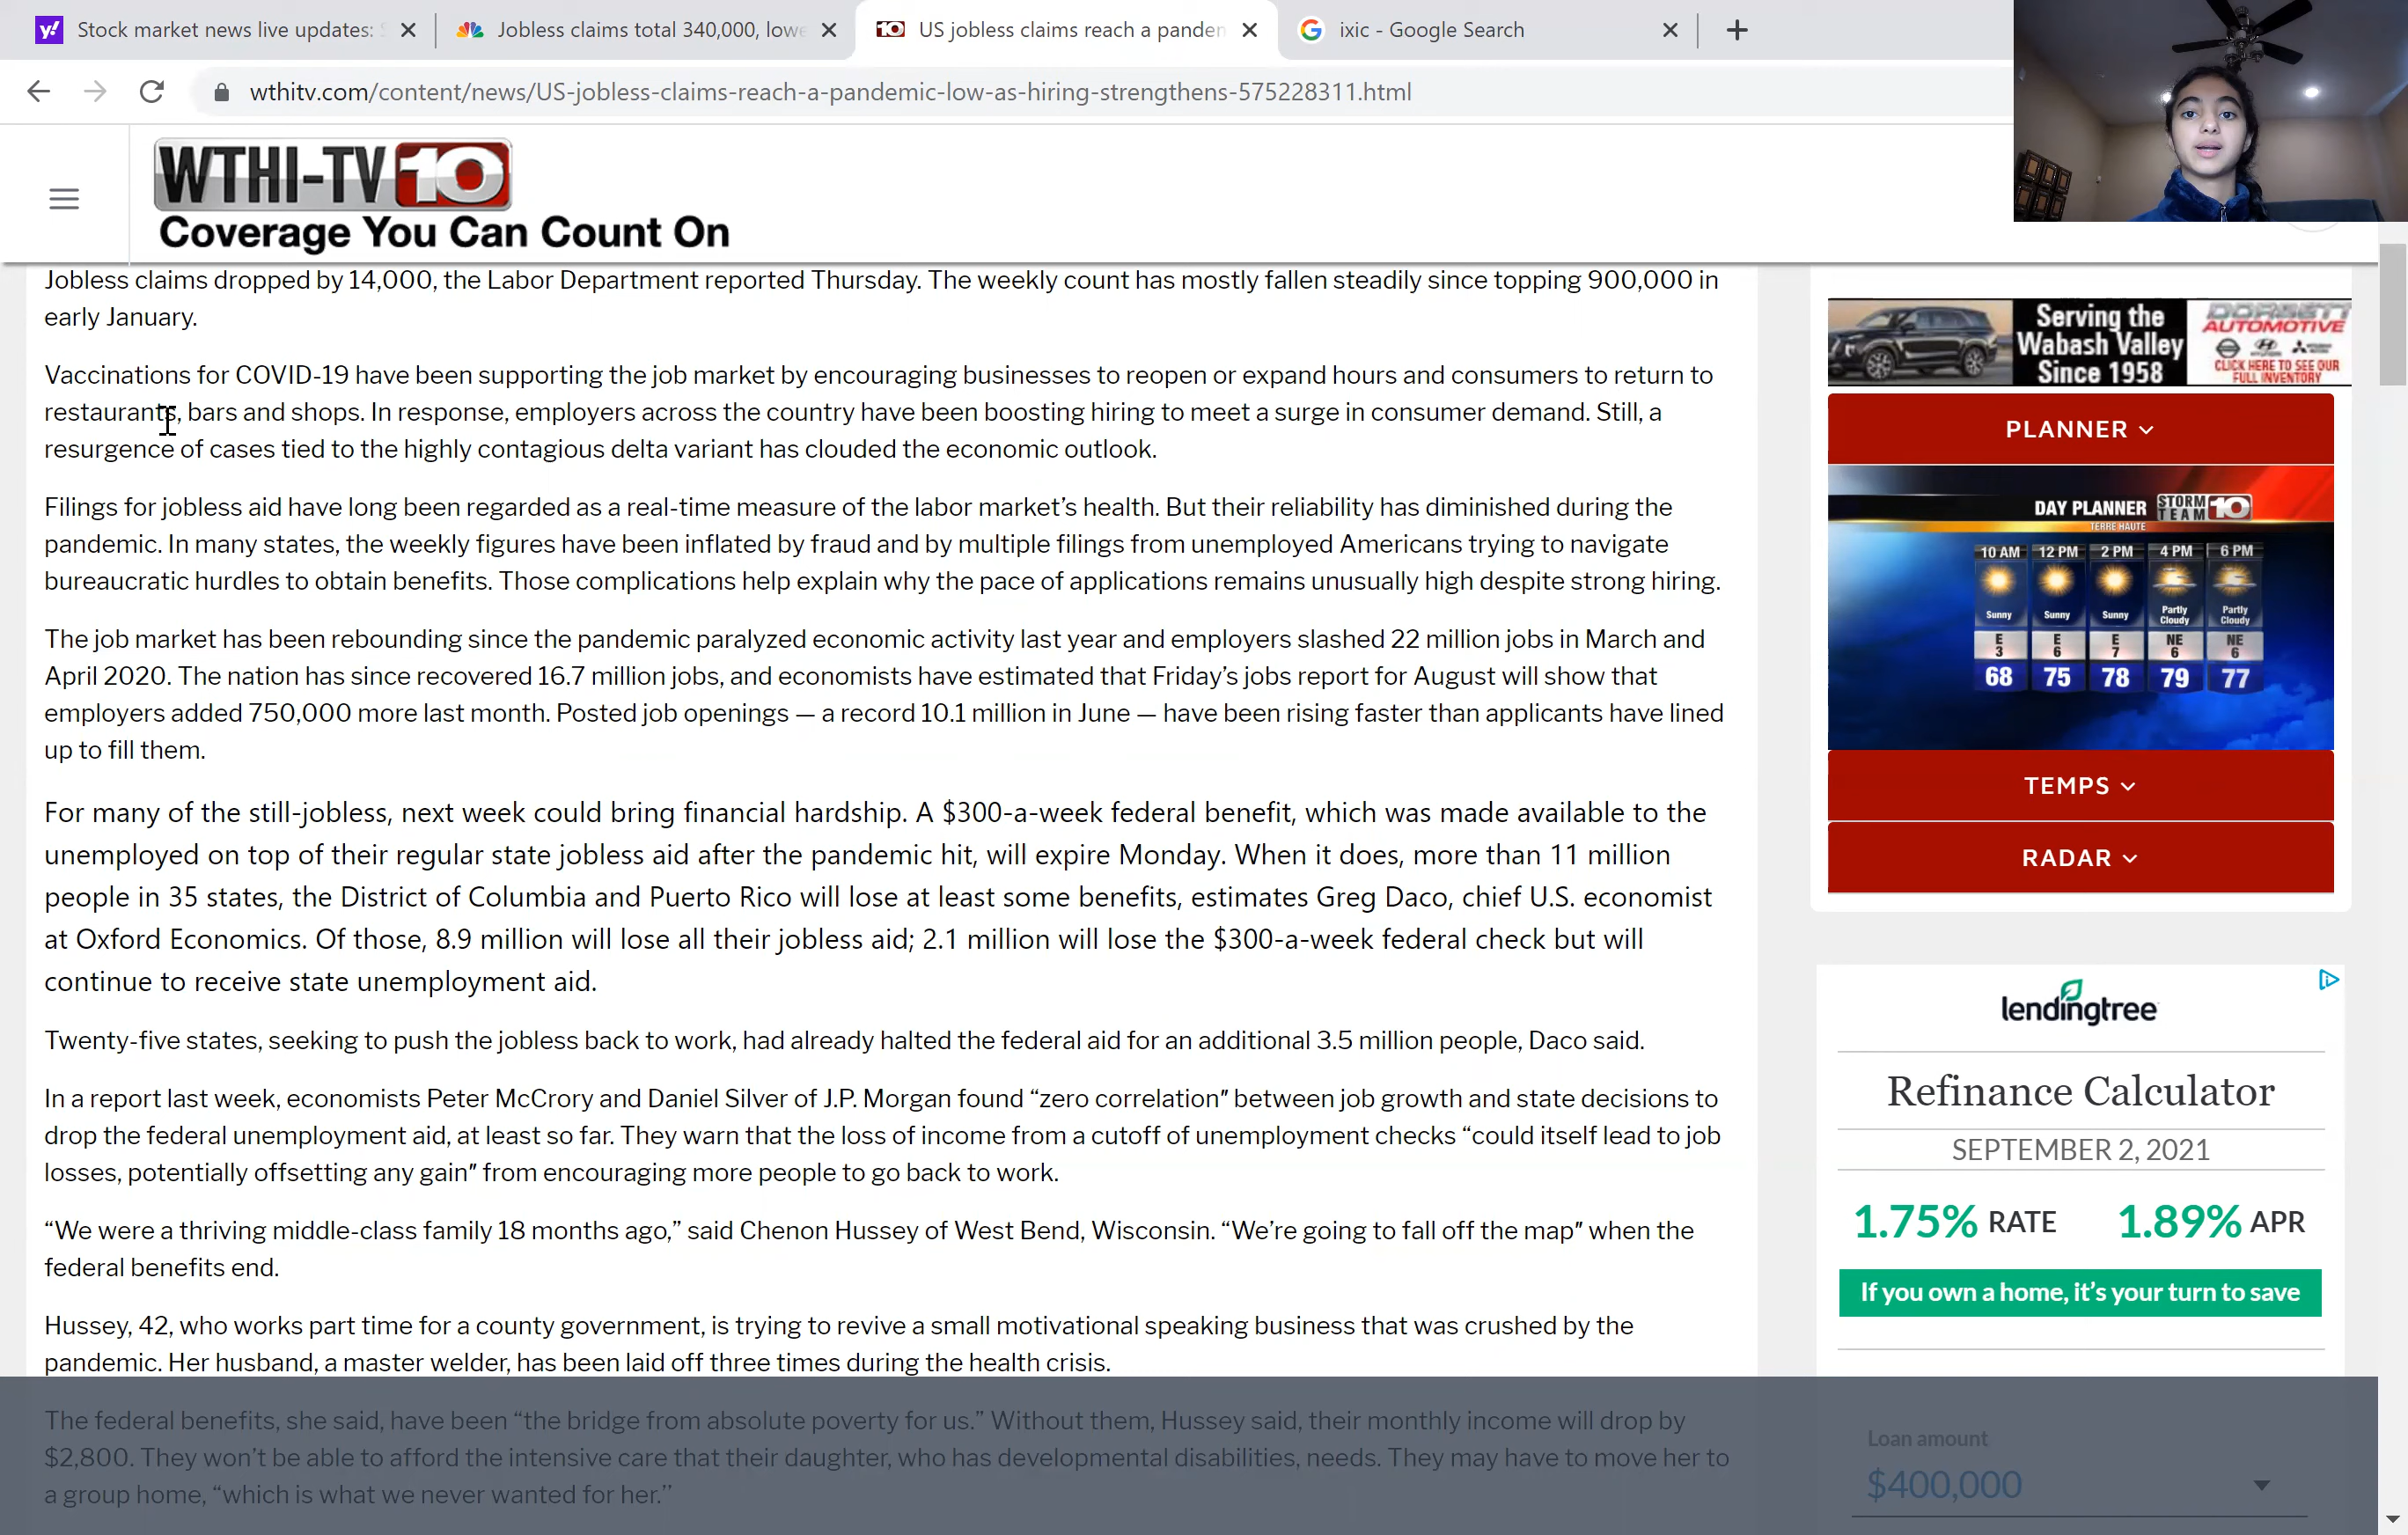 Stock market news live updates: S
Jobless claims total 340,000, lowe
10 US jobless claims reach a panden
ixic - Google Search
wthitv.com/content/news/US-jobless-claims-reach-a-pandemic-low-as-hiring-strengthens-575228311.html
WTHI-TV 10
Coverage You Can Count On
Jobless claims dropped by 14,000, the Labor Department reported Thursday. The weekly count has mostly fallen steadily since topping 900,000 in
early January.
Vaccinations for COVID-19 have been supporting the job market by encouraging businesses to reopen or expand hours and consumers to return to
restaurants, bars and shops. In response, employers across the country have been boosting hiring to meet a surge in consumer demand. Still, a
resurgence of cases tied to the highly contagious delta variant has clouded the economic outlook.
Filings for jobless aid have long been regarded as a real-time measure of the labor market’s health. But their reliability has diminished during the
pandemic. In many states, the weekly figures have been inflated by fraud and by multiple filings from unemployed Americans trying to navigate
bureaucratic hurdles to obtain benefits. Those complications help explain why the pace of applications remains unusually high despite strong hiring.
The job market has been rebounding since the pandemic paralyzed economic activity last year and employers slashed 22 million jobs in March and
April 2020. The nation has since recovered 16.7 million jobs, and economists have estimated that Friday’s jobs report for August will show that
employers added 750,000 more last month. Posted job openings — a record 10.1 million in June — have been rising faster than applicants have lined
up to fill them.
For many of the still-jobless, next week could bring financial hardship. A $300-a-week federal benefit, which was made available to the
unemployed on top of their regular state jobless aid after the pandemic hit, will expire Monday. When it does, more than 11 million
people in 35 states, the District of Columbia and Puerto Rico will lose at least some benefits, estimates Greg Daco, chief U.S. economist
at Oxford Economics. Of those, 8.9 million will lose all their jobless aid; 2.1 million will lose the $300-a-week federal check but will
continue to receive state unemployment aid.
Twenty-five states, seeking to push the jobless back to work, had already halted the federal aid for an additional 3.5 million people, Daco said.
In a report last week, economists Peter McCrory and Daniel Silver of J.P. Morgan found “zero correlation" between job growth and state decisions to
drop the federal unemployment aid, at least so far. They warn that the loss of income from a cutoff of unemployment checks “could itself lead to job
losses, potentially offsetting any gain" from encouraging more people to go back to work.
“We were a thriving middle-class family 18 months ago,” said Chenon Hussey of West Bend, Wisconsin. “We’re going to fall off the map" when the
federal benefits end.
Hussey, 42, who works part time for a county government, is trying to revive a small motivational speaking business that was crushed by the
pandemic. Her husband, a master welder, has been laid off three times during the health crisis.
The federal benefits, she said, have been “the bridge from absolute poverty for us.” Without them, Hussey said, their monthly income will drop by
$2,800. They won’t be able to afford the intensive care that their daughter, who has developmental disabilities, needs. They may have to move her to
a group home, “which is what we never wanted for her.’’
Serving the
Wabash Valley
Since 1958
DORSETT
AUTOMOTIVE
CLICK HERE TO SEE OUR
FULL INVENTORY
PLANNER
DAY PLANNER STORM TEAM 10
TERRE HAUTE
10 AM 12 PM 2 PM 4 PM 6 PM
Sunny Sunny Sunny Partly Cloudy Partly Cloudy
E 3 E 6 E 7 NE 6 NE 6
68 75 78 79 77
TEMPS
RADAR
lendingtree
Refinance Calculator
SEPTEMBER 2, 2021
1.75% RATE 1.89% APR
If you own a home, it’s your turn to save
Loan amount
$400,000